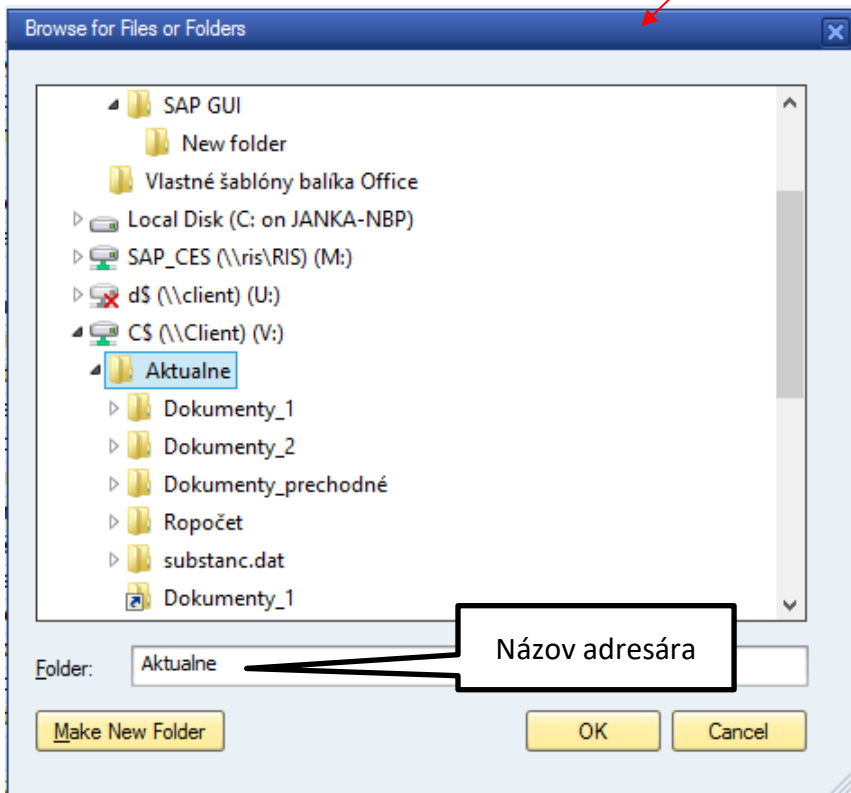 Browse for Files or Folders
SAP GUI
New folder
Vlastné šablóny balíka Office
Local Disk (C: on JANKA-NBP)
SAP_CES (\\ris\RIS) (M:)
d$ (\\client) (U:)
C$ (\\Client) (V:)
Aktualne
Dokumenty_1
Dokumenty_2
Dokumenty_prechodné
Ropočet
substanc.dat
Dokumenty_1
Názov adresára
Folder: Aktualne
Make New Folder OK Cancel